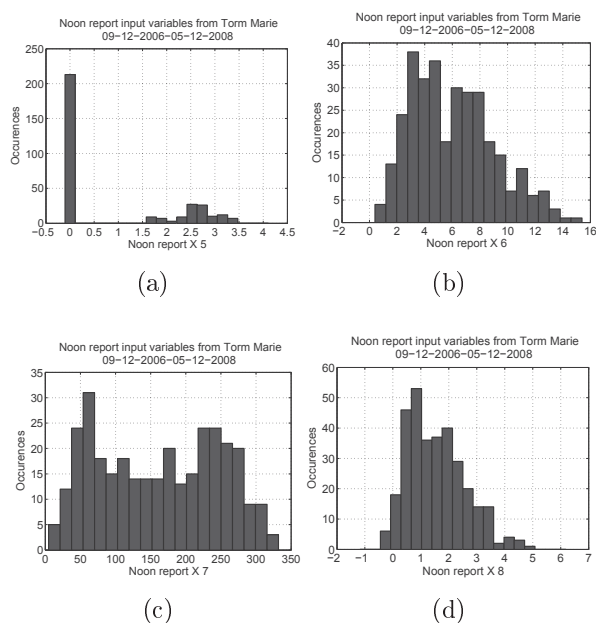 Noon report input variables from Torm Marie
09−12−2006−05−12−2008
250
200
150
100
50
0
Occurences
−0.5 0 0.5 1 1.5 2 2.5 3 3.5 4 4.5
Noon report X 5
(a)
Noon report input variables from Torm Marie
09−12−2006−05−12−2008
40
35
30
25
20
15
10
5
0
Occurences
−2 0 2 4 6 8 10 12 14 16
Noon report X 6
(b)
Noon report input variables from Torm Marie
09−12−2006−05−12−2008
35
30
25
20
15
10
5
0
Occurences
0 50 100 150 200 250 300 350
Noon report X 7
(c)
Noon report input variables from Torm Marie
09−12−2006−05−12−2008
60
50
40
30
20
10
0
Occurences
−2 −1 0 1 2 3 4 5 6 7
Noon report X 8
(d)